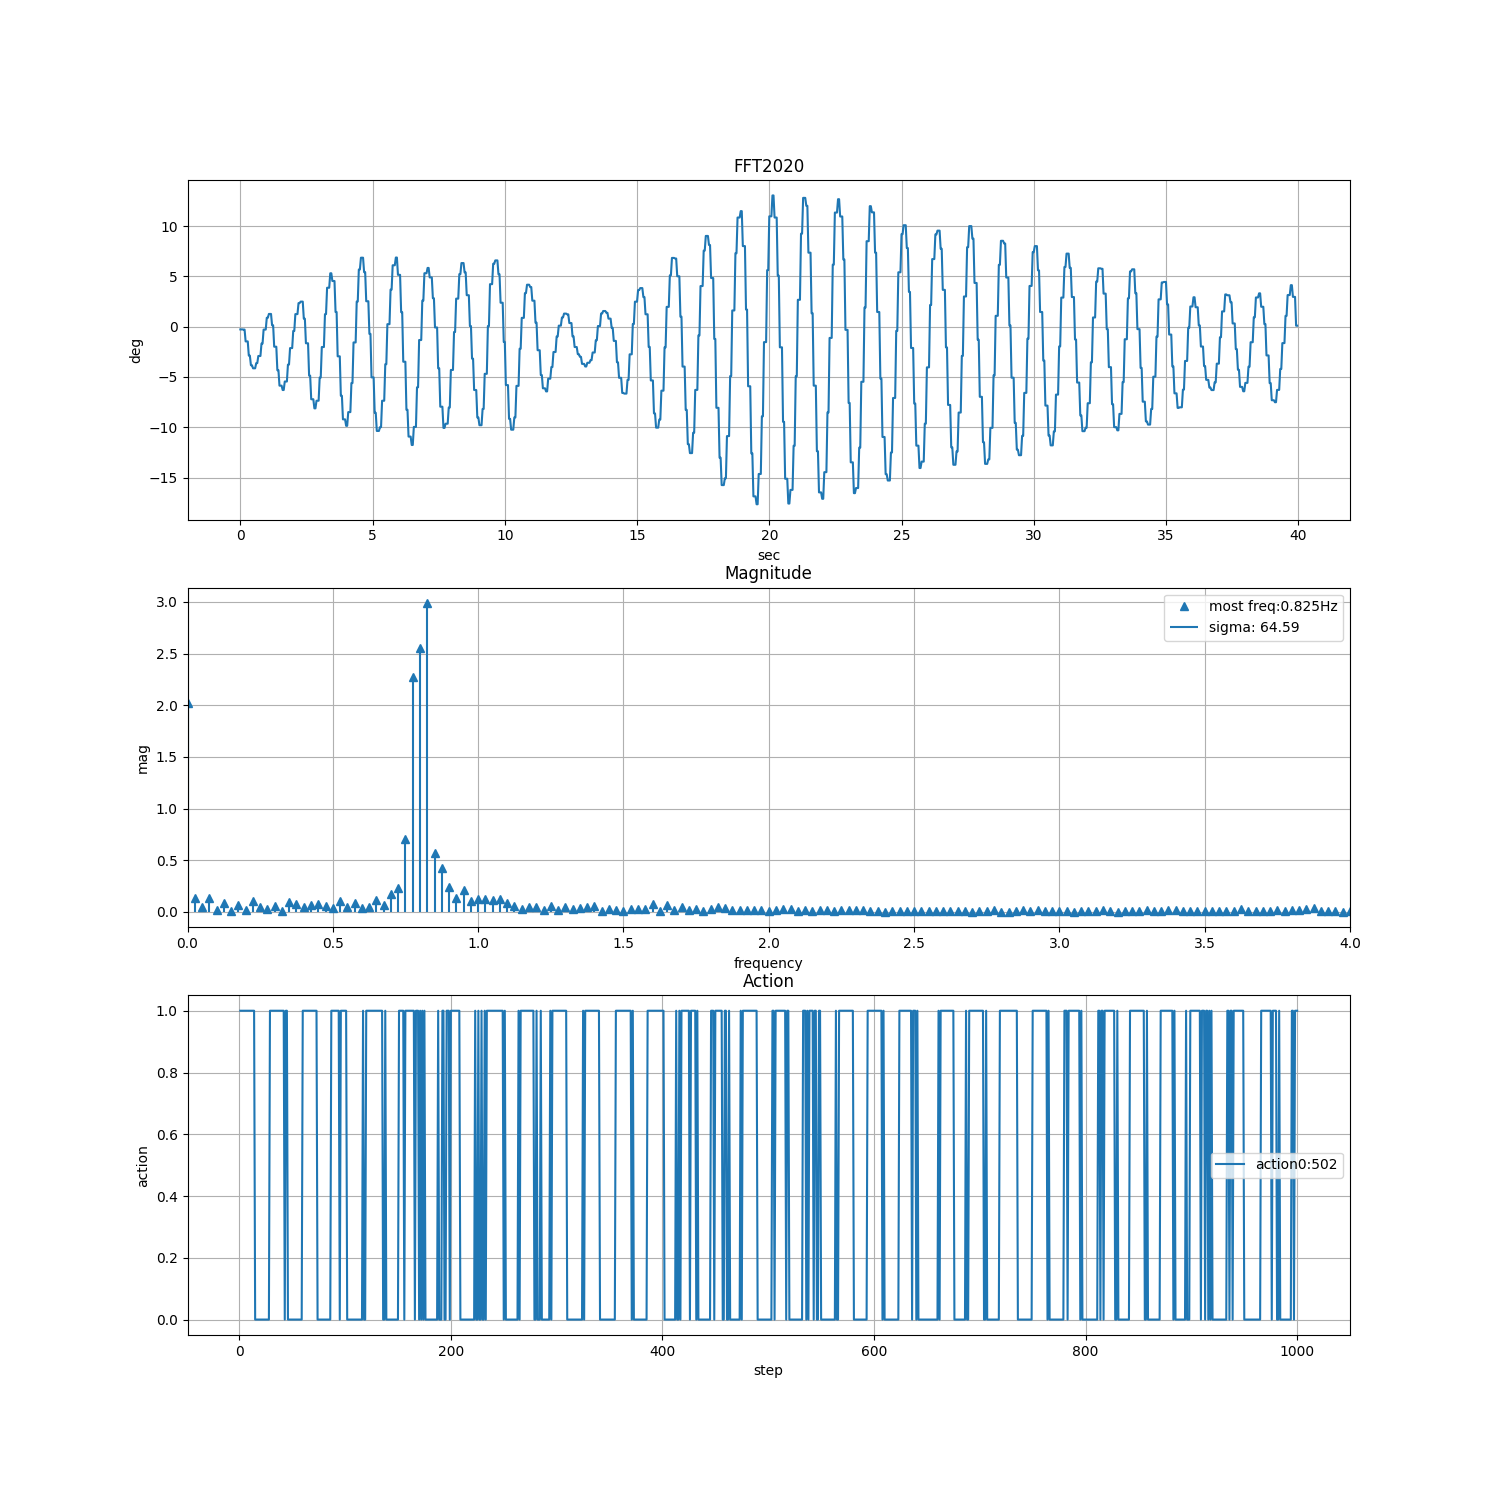 FFT2020
10
5
0
−5
−10
−15
deg
0 5 10 15 20 25 30 35 40
sec
Magnitude
3.0
2.5
2.0
1.5
1.0
0.5
0.0
mag
most freq:0.825Hz
sigma: 64.59
0.0 0.5 1.0 1.5 2.0 2.5 3.0 3.5 4.0
frequency
Action
1.0
0.8
0.6
0.4
0.2
0.0
action
action0:502
0 200 400 600 800 1000
step